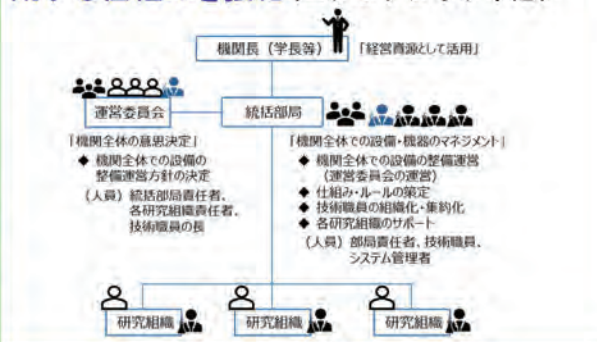 機関長（学長等）
「経営資源として活用」
運営委員会
統括部局
「機関全体の意思決定」
◆ 機関全体での設備の
整備運営方針の決定
（人員）統括部局責任者、
各研究組織責任者、
技術職員の長
「機関全体での設備・機器のマネジメント」
◆ 機関全体での設備の整備運営
（運営委員会の運営）
◆ 仕組み・ルールの策定
◆ 技術職員の組織化・集約化
◆ 各研究組織のサポート
（人員）部局責任者、技術職員、
システム管理者
研究組織
研究組織
研究組織